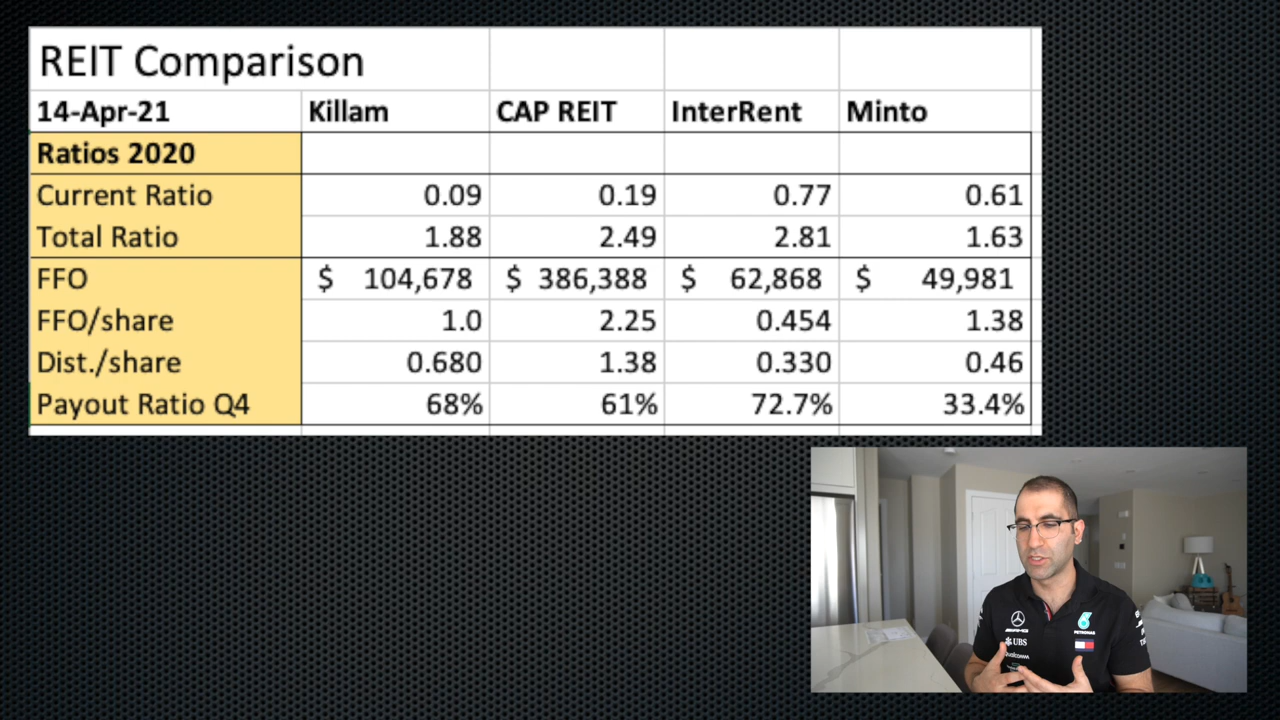 REIT Comparison
14-Apr-21 Killam CAP REIT InterRent Minto
Ratios 2020
Current Ratio 0.09 0.19 0.77 0.61
Total Ratio 1.88 2.49 2.81 1.63
FFO $ 104,678 $ 386,388 $ 62,868 $ 49,981
FFO/share 1.0 2.25 0.454 1.38
Dist./share 0.680 1.38 0.330 0.46
Payout Ratio Q4 68% 61% 72.7% 33.4%
PETRONAS
UBS
Qualcomm